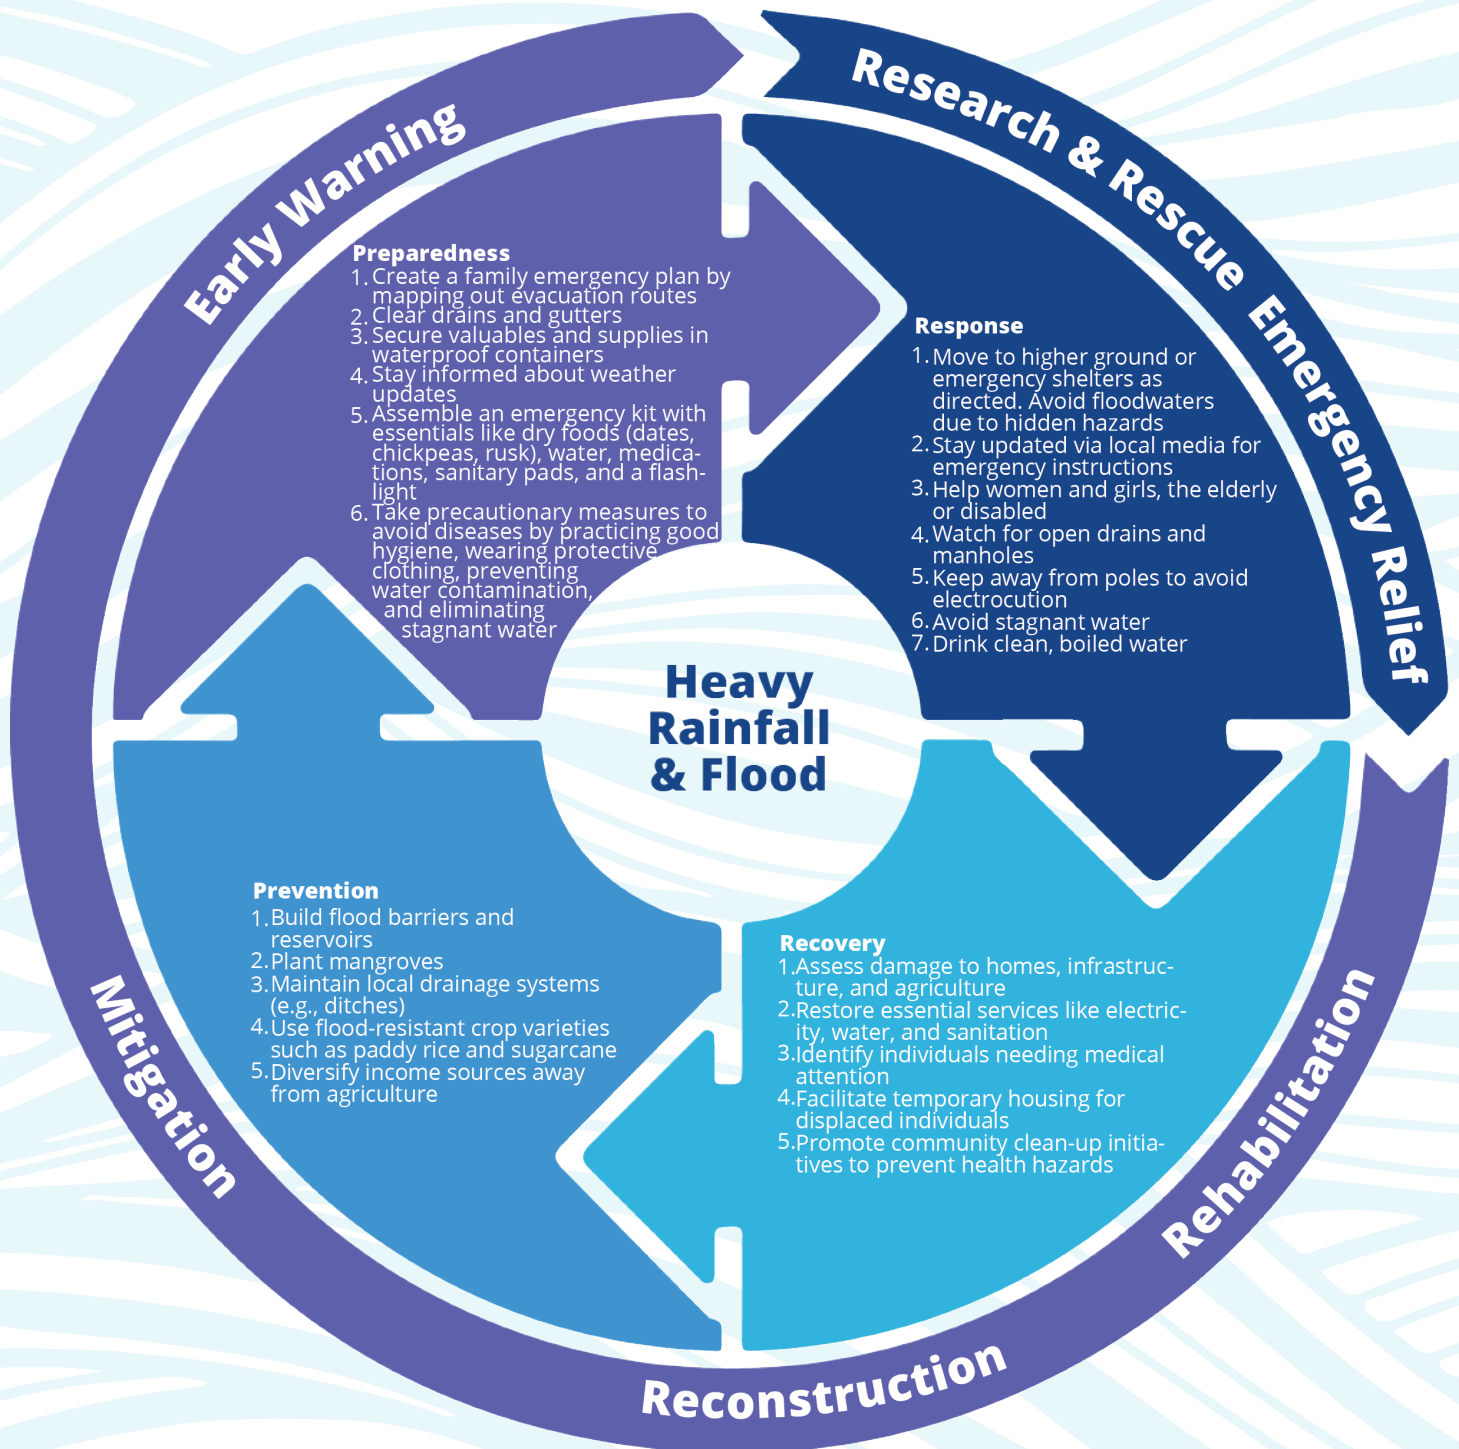 Early Warning
Research & Rescue Emergency Relief
Preparedness
1. Create a family emergency plan by
mapping out evacuation routes
2. Clear drains and gutters
3. Secure valuables and supplies in
waterproof containers
4. Stay informed about weather
updates
5. Assemble an emergency kit with
essentials like dry foods (dates,
chickpeas, rusk), water, medica-
tions, sanitary pads, and a flash-
light
6. Take precautionary measures to
avoid diseases by practicing good
hygiene, wearing protective
clothing, preventing
water contamination,
and eliminating
stagnant water
Response
1. Move to higher ground or
emergency shelters as
directed. Avoid floodwaters
due to hidden hazards
2. Stay updated via local media for
emergency instructions
3. Help women and girls, the elderly
or disabled
4. Watch for open drains and
manholes
5. Keep away from poles to avoid
electrocution
6. Avoid stagnant water
7. Drink clean, boiled water
Heavy
Rainfall
& Flood
Prevention
1. Build flood barriers and
reservoirs
2. Plant mangroves
3. Maintain local drainage systems
(e.g., ditches)
4. Use flood-resistant crop varieties
such as paddy rice and sugarcane
5. Diversify income sources away
from agriculture
Recovery
1. Assess damage to homes, infrastruc-
ture, and agriculture
2. Restore essential services like electric-
ity, water, and sanitation
3. Identify individuals needing medical
attention
4. Facilitate temporary housing for
displaced individuals
5. Promote community clean-up initia-
tives to prevent health hazards
Mitigation
Rehabilitation
Reconstruction